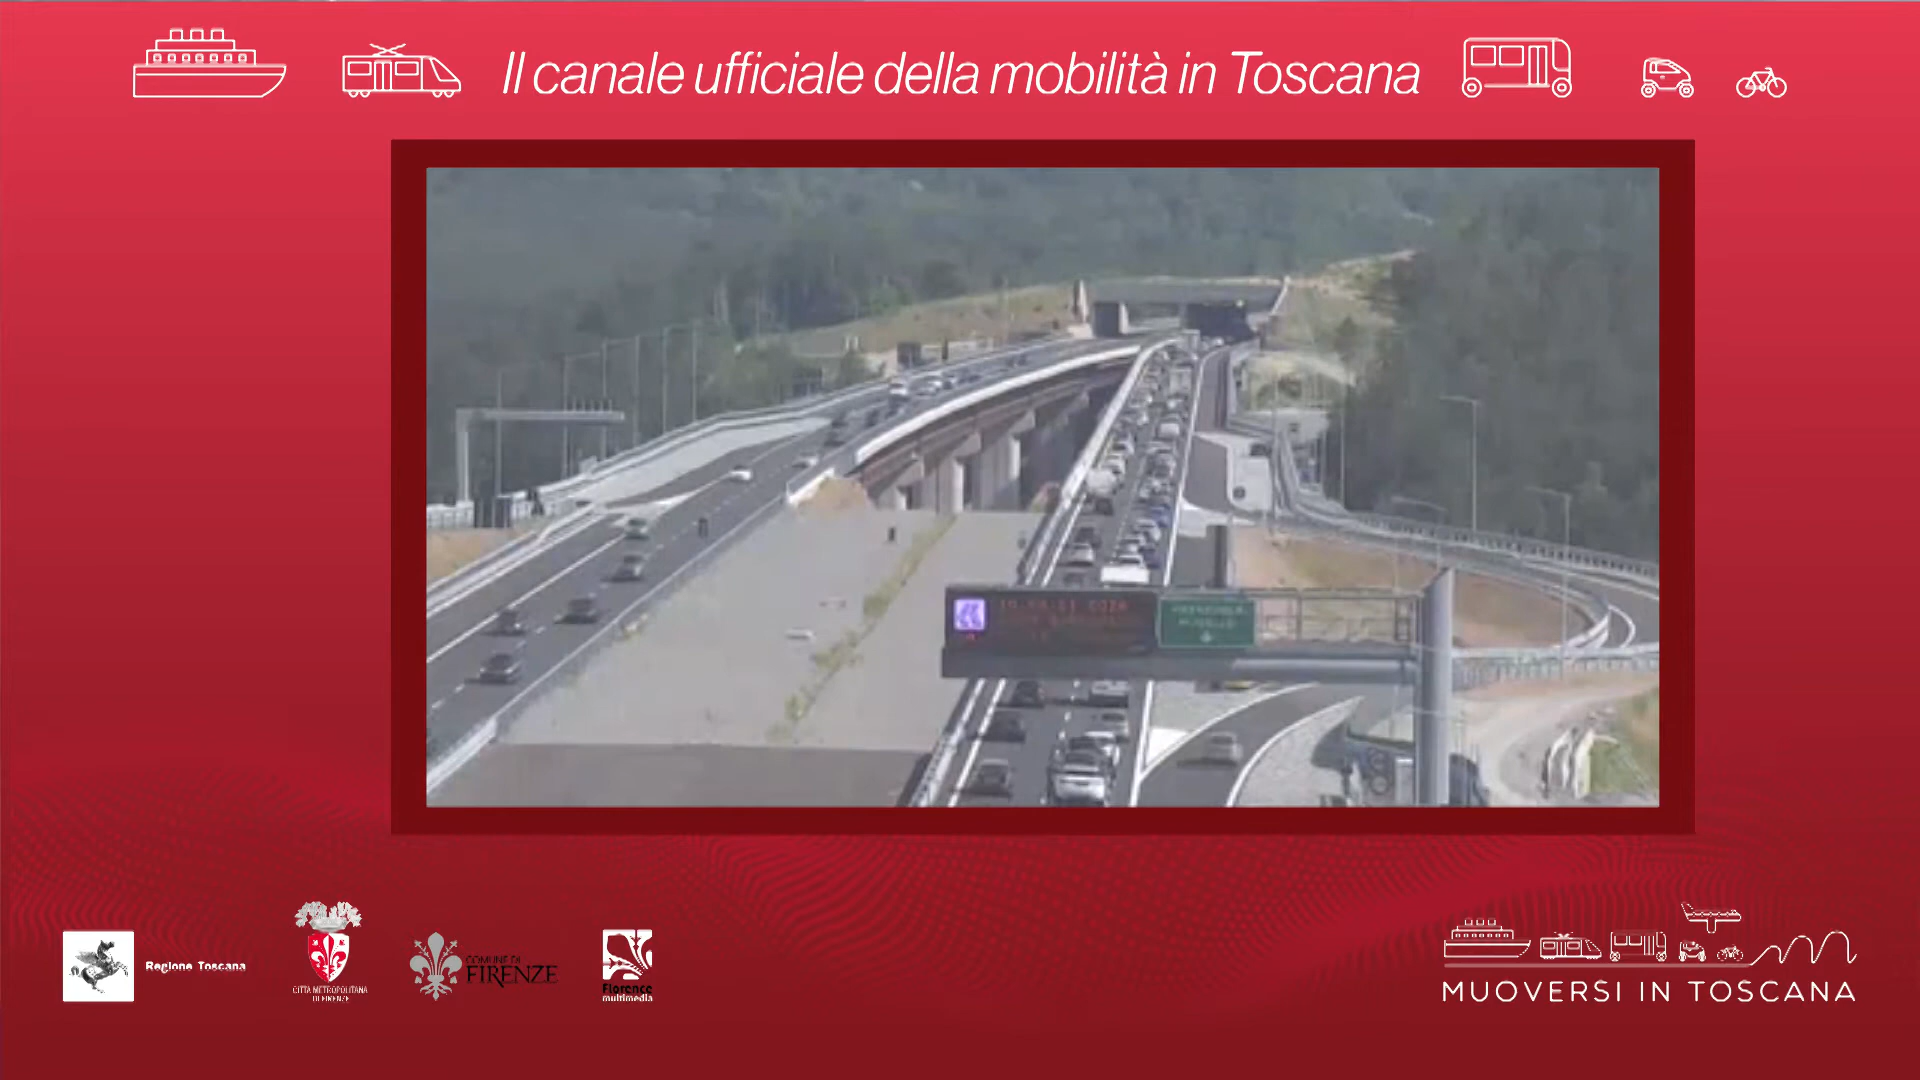 Il canale ufficiale della mobilità in Toscana
Regione Toscana
CITTÀ METROPOLITANA
DI FIRENZE
COMUNE DI
FIRENZE
Florence
multimedia
MUOVERSI IN TOSCANA